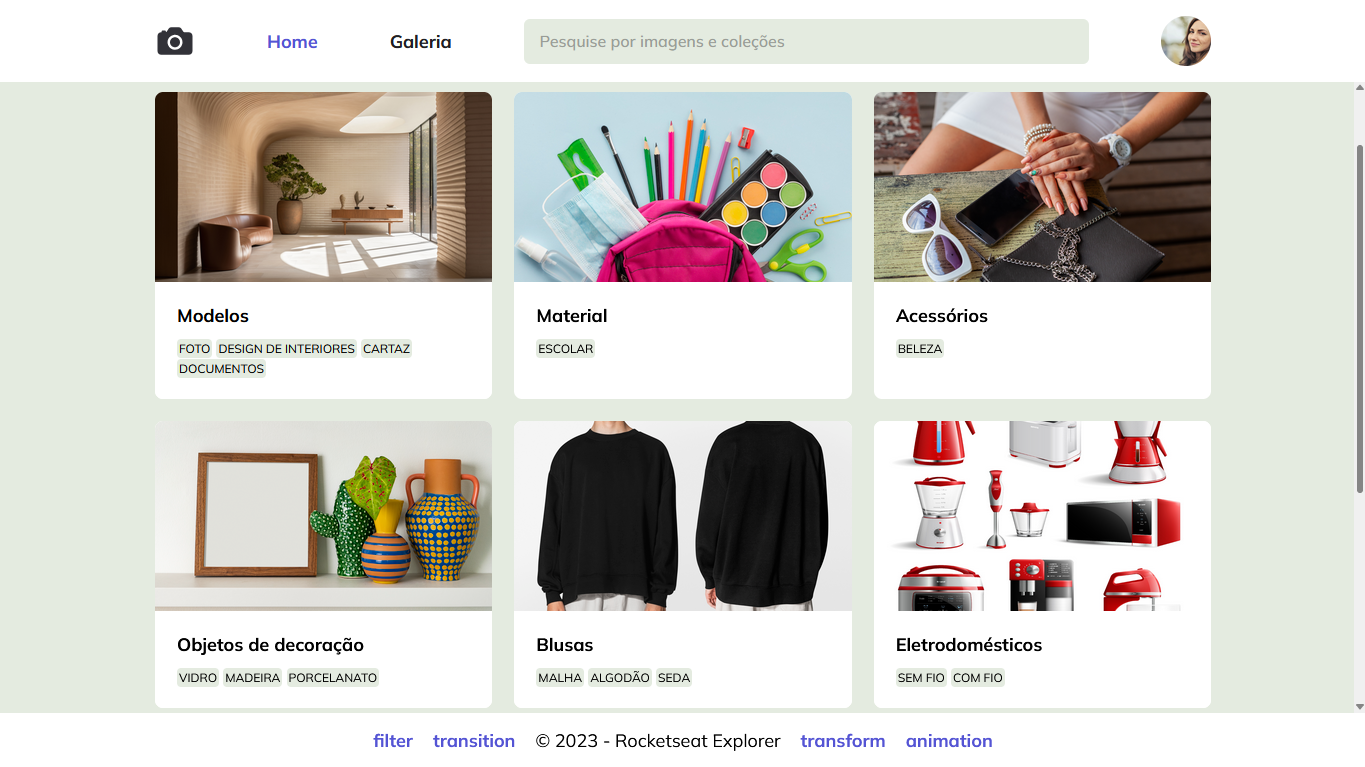 Home Galeria Pesquise por imagens e coleções
Modelos
FOTO DESIGN DE INTERIORES CARTAZ
DOCUMENTOS
Material
ESCOLAR
Acessórios
BELEZA
Objetos de decoração
VIDRO MADEIRA PORCELANATO
Blusas
MALHA ALGODÃO SEDA
Eletrodomésticos
SEM FIO COM FIO
filter transition © 2023 - Rocketseat Explorer transform animation